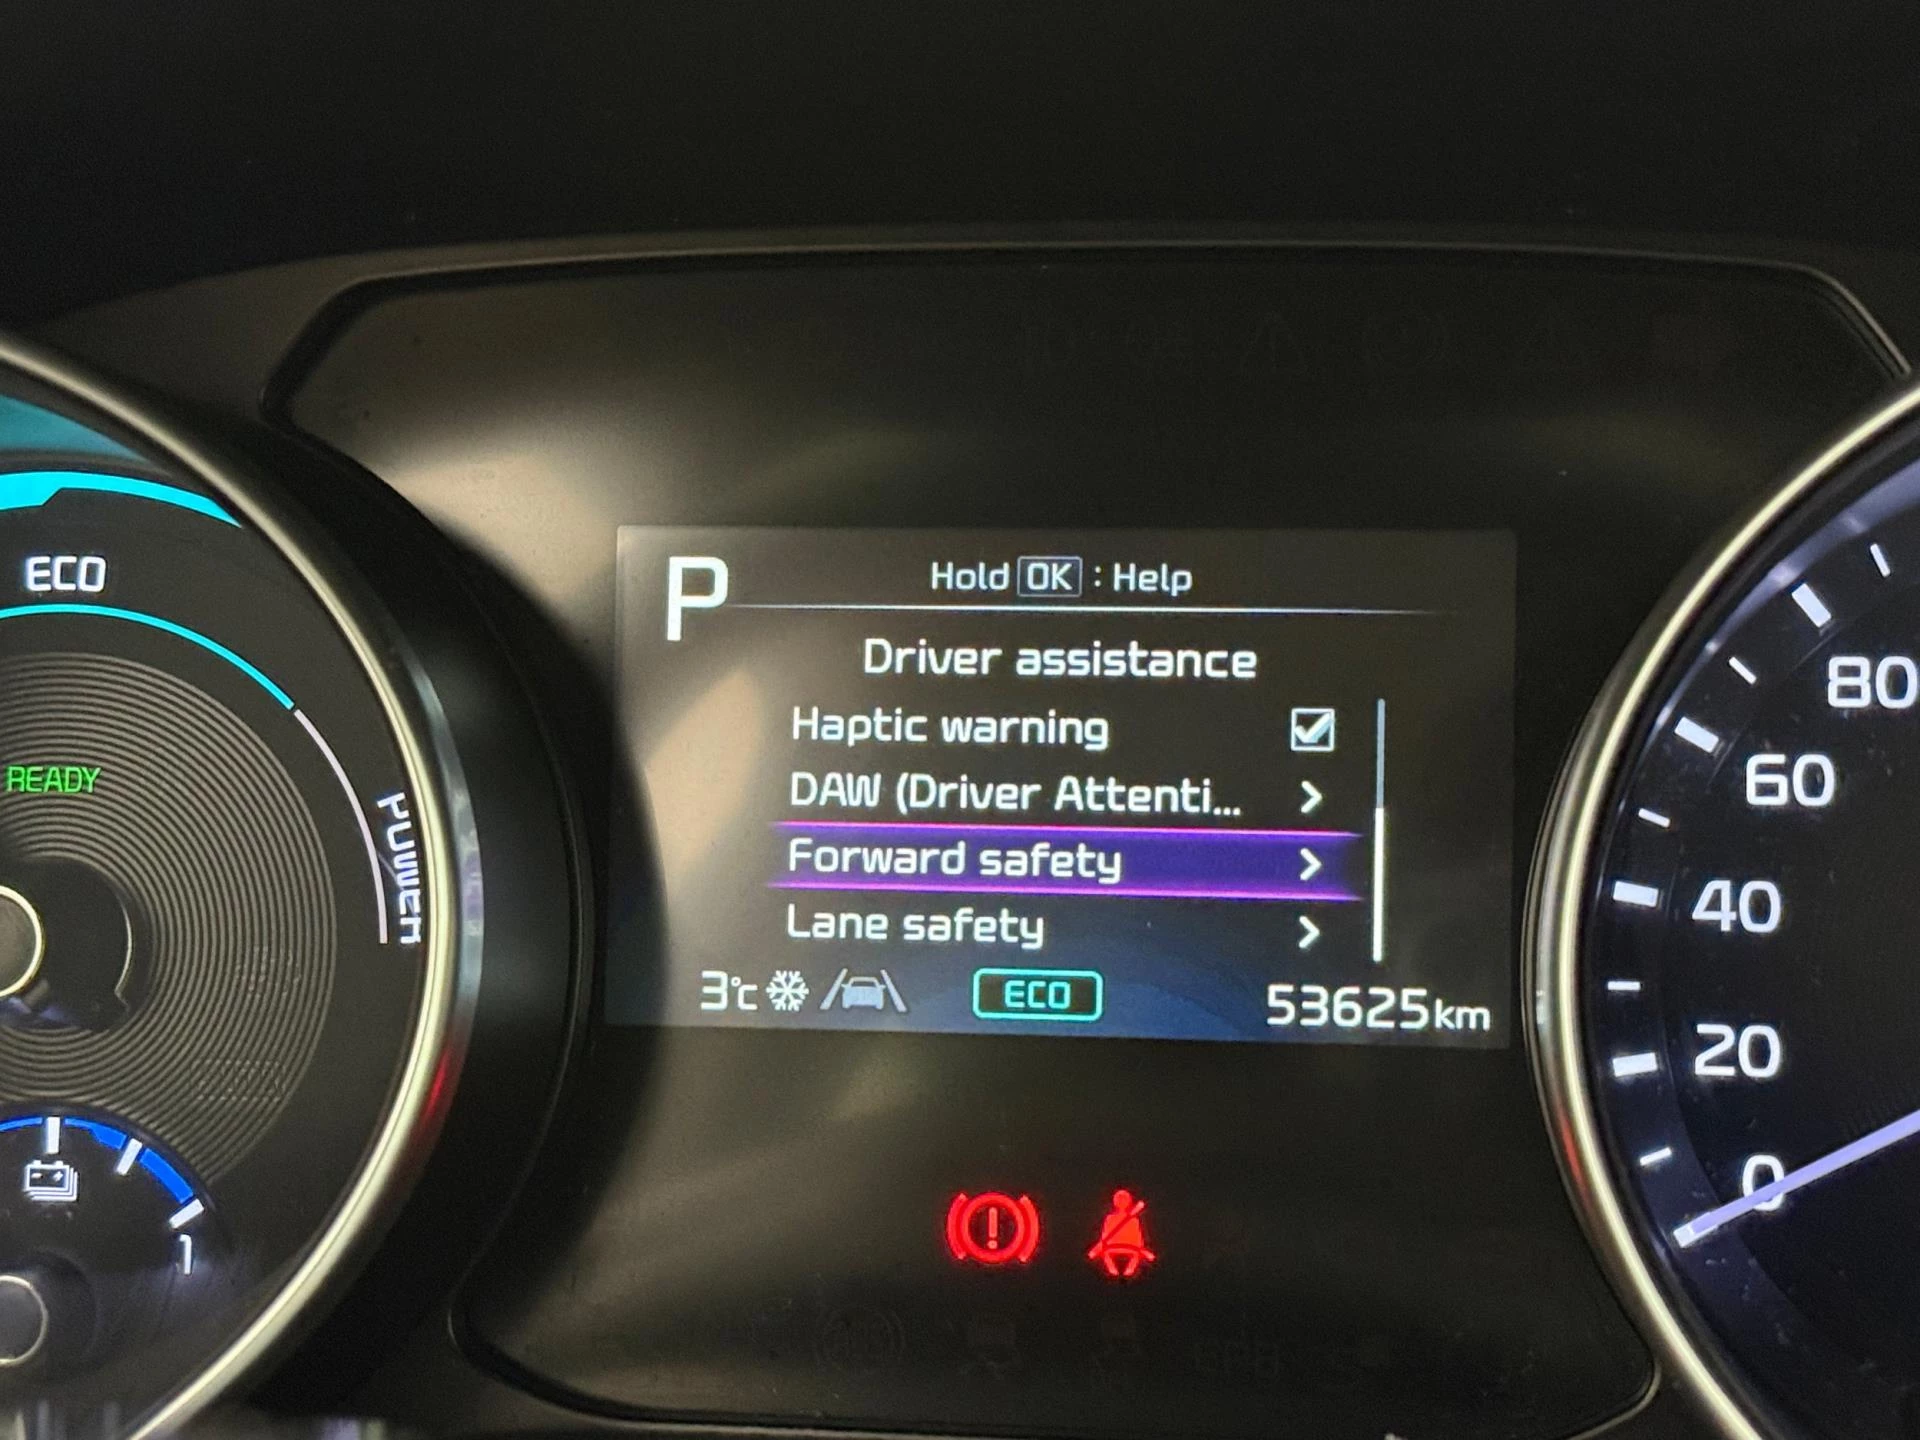 P
Hold OK : Help
Driver assistance
Haptic warning
DAW (Driver Attenti...
Forward safety
Lane safety
3°C
ECO
53625km
ECO
READY
POWER
1
80
60
40
20
0